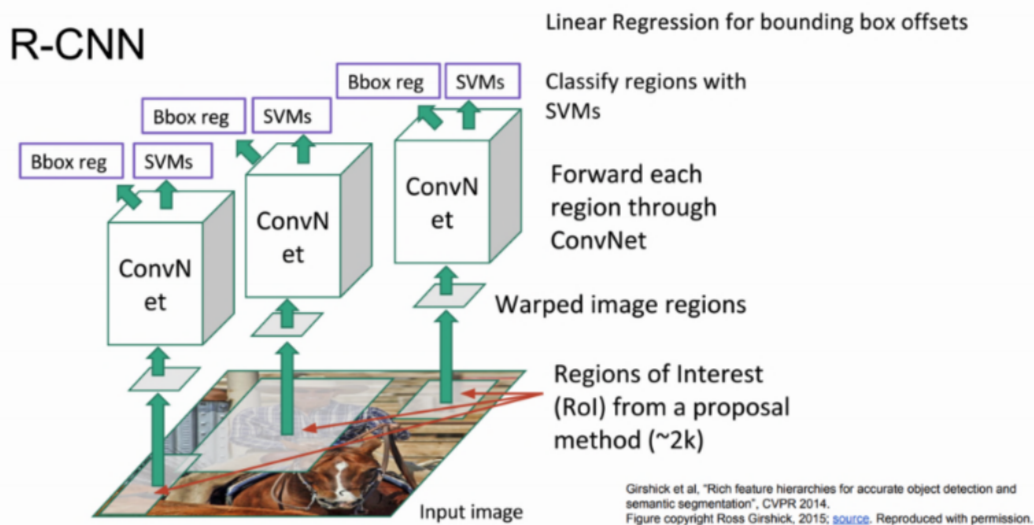 R-CNN
Linear Regression for bounding box offsets
Bbox reg
SVMs
Classify regions with
SVMs
Bbox reg
SVMs
Bbox reg
SVMs
ConvN
et
ConvN
et
ConvN
et
Forward each
region through
ConvNet
Warped image regions
Regions of Interest
(RoI) from a proposal
method (~2k)
Input image
Girshick et al, "Rich feature hierarchies for accurate object detection and
semantic segmentation", CVPR 2014.
Figure copyright Ross Girshick, 2015; source. Reproduced with permission.